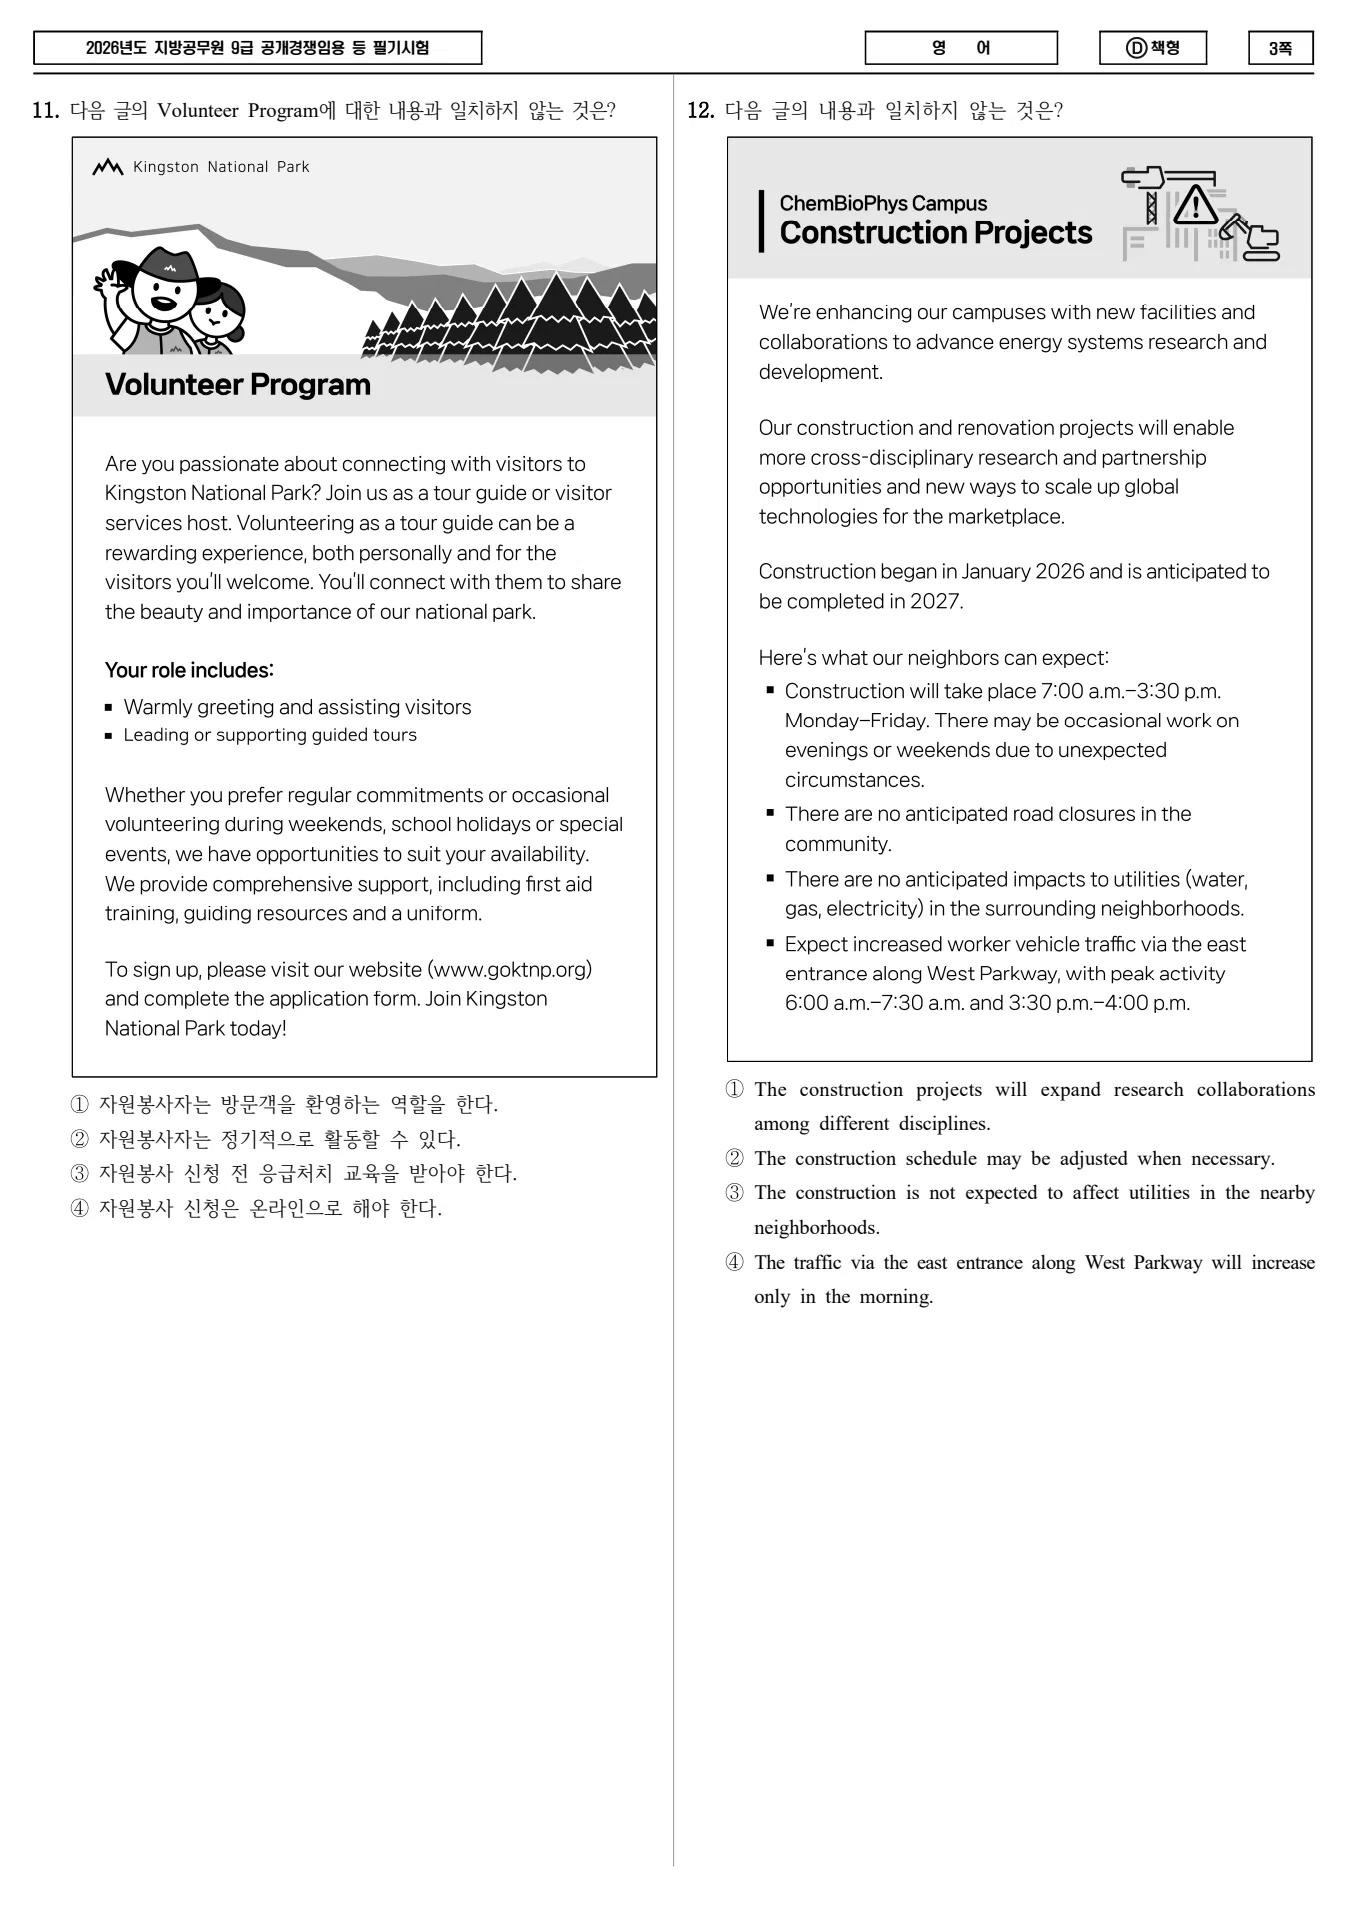 2026년도 지방공무원 9급 공개경쟁임용 등 필기시험
영 어
Ⓓ책형
3쪽
11. 다음 글의 Volunteer Program에 대한 내용과 일치하지 않는 것은?
Kingston National Park
Volunteer Program
Are you passionate about connecting with visitors to
Kingston National Park? Join us as a tour guide or visitor
services host. Volunteering as a tour guide can be a
rewarding experience, both personally and for the
visitors you'll welcome. You'll connect with them to share
the beauty and importance of our national park.
Your role includes:
▪ Warmly greeting and assisting visitors
▪ Leading or supporting guided tours
Whether you prefer regular commitments or occasional
volunteering during weekends, school holidays or special
events, we have opportunities to suit your availability.
We provide comprehensive support, including first aid
training, guiding resources and a uniform.
To sign up, please visit our website (www.goktnp.org)
and complete the application form. Join Kingston
National Park today!
① 자원봉사자는 방문객을 환영하는 역할을 한다.
② 자원봉사자는 정기적으로 활동할 수 있다.
③ 자원봉사 신청 전 응급처치 교육을 받아야 한다.
④ 자원봉사 신청은 온라인으로 해야 한다.
12. 다음 글의 내용과 일치하지 않는 것은?
ChemBioPhys Campus
Construction Projects
We're enhancing our campuses with new facilities and
collaborations to advance energy systems research and
development.
Our construction and renovation projects will enable
more cross-disciplinary research and partnership
opportunities and new ways to scale up global
technologies for the marketplace.
Construction began in January 2026 and is anticipated to
be completed in 2027.
Here's what our neighbors can expect:
▪ Construction will take place 7:00 a.m.–3:30 p.m.
Monday–Friday. There may be occasional work on
evenings or weekends due to unexpected
circumstances.
▪ There are no anticipated road closures in the
community.
▪ There are no anticipated impacts to utilities (water,
gas, electricity) in the surrounding neighborhoods.
▪ Expect increased worker vehicle traffic via the east
entrance along West Parkway, with peak activity
6:00 a.m.–7:30 a.m. and 3:30 p.m.–4:00 p.m.
① The construction projects will expand research collaborations
among different disciplines.
② The construction schedule may be adjusted when necessary.
③ The construction is not expected to affect utilities in the nearby
neighborhoods.
④ The traffic via the east entrance along West Parkway will increase
only in the morning.